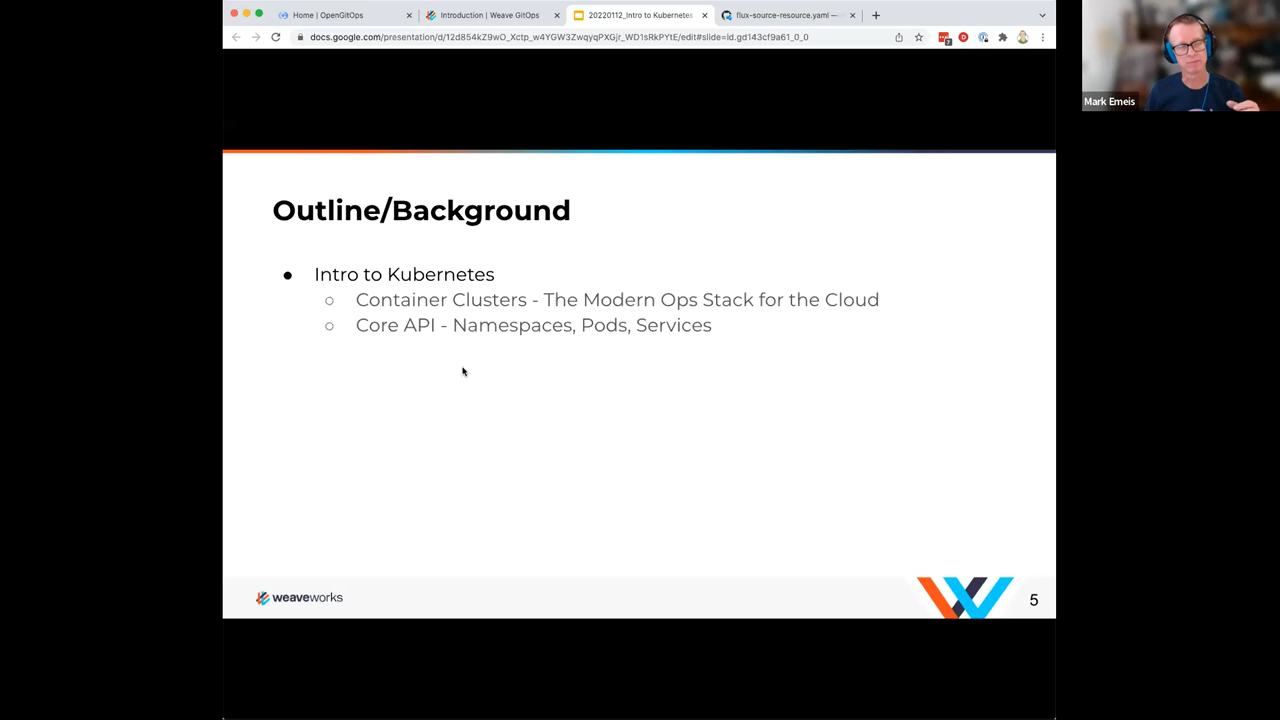 Home | OpenGitOps
Introduction | Weave GitOps
20220112_Intro to Kubernetes
flux-source-resource.yaml —
docs.google.com/presentation/d/12d854kZ9wO_Xctp_w4YGW3ZwqyqPXGjr_WD1sRkPYtE/edit#slide=id.gd143cf9a61_0_0
Mark Emeis
Outline/Background
● Intro to Kubernetes
○ Container Clusters - The Modern Ops Stack for the Cloud
○ Core API - Namespaces, Pods, Services
weaveworks
5